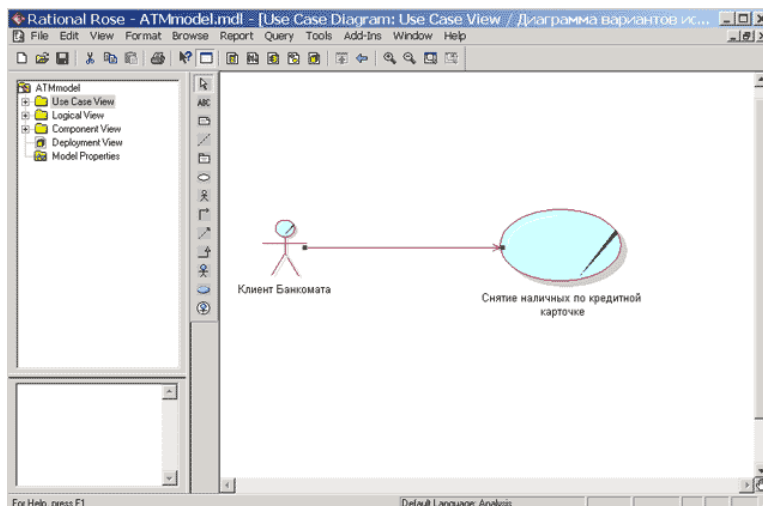 Rational Rose - ATMmodel.mdl - [Use Case Diagram: Use Case View / Диаграмма вариантов ис...
File Edit View Format Browse Report Query Tools Add-Ins Window Help
ATMmodel
Use Case View
Logical View
Component View
Deployment View
Model Properties
ABC
Клиент Банкомата
Снятие наличных по кредитной
карточке
For Help, press F1
Default Language: Analysis